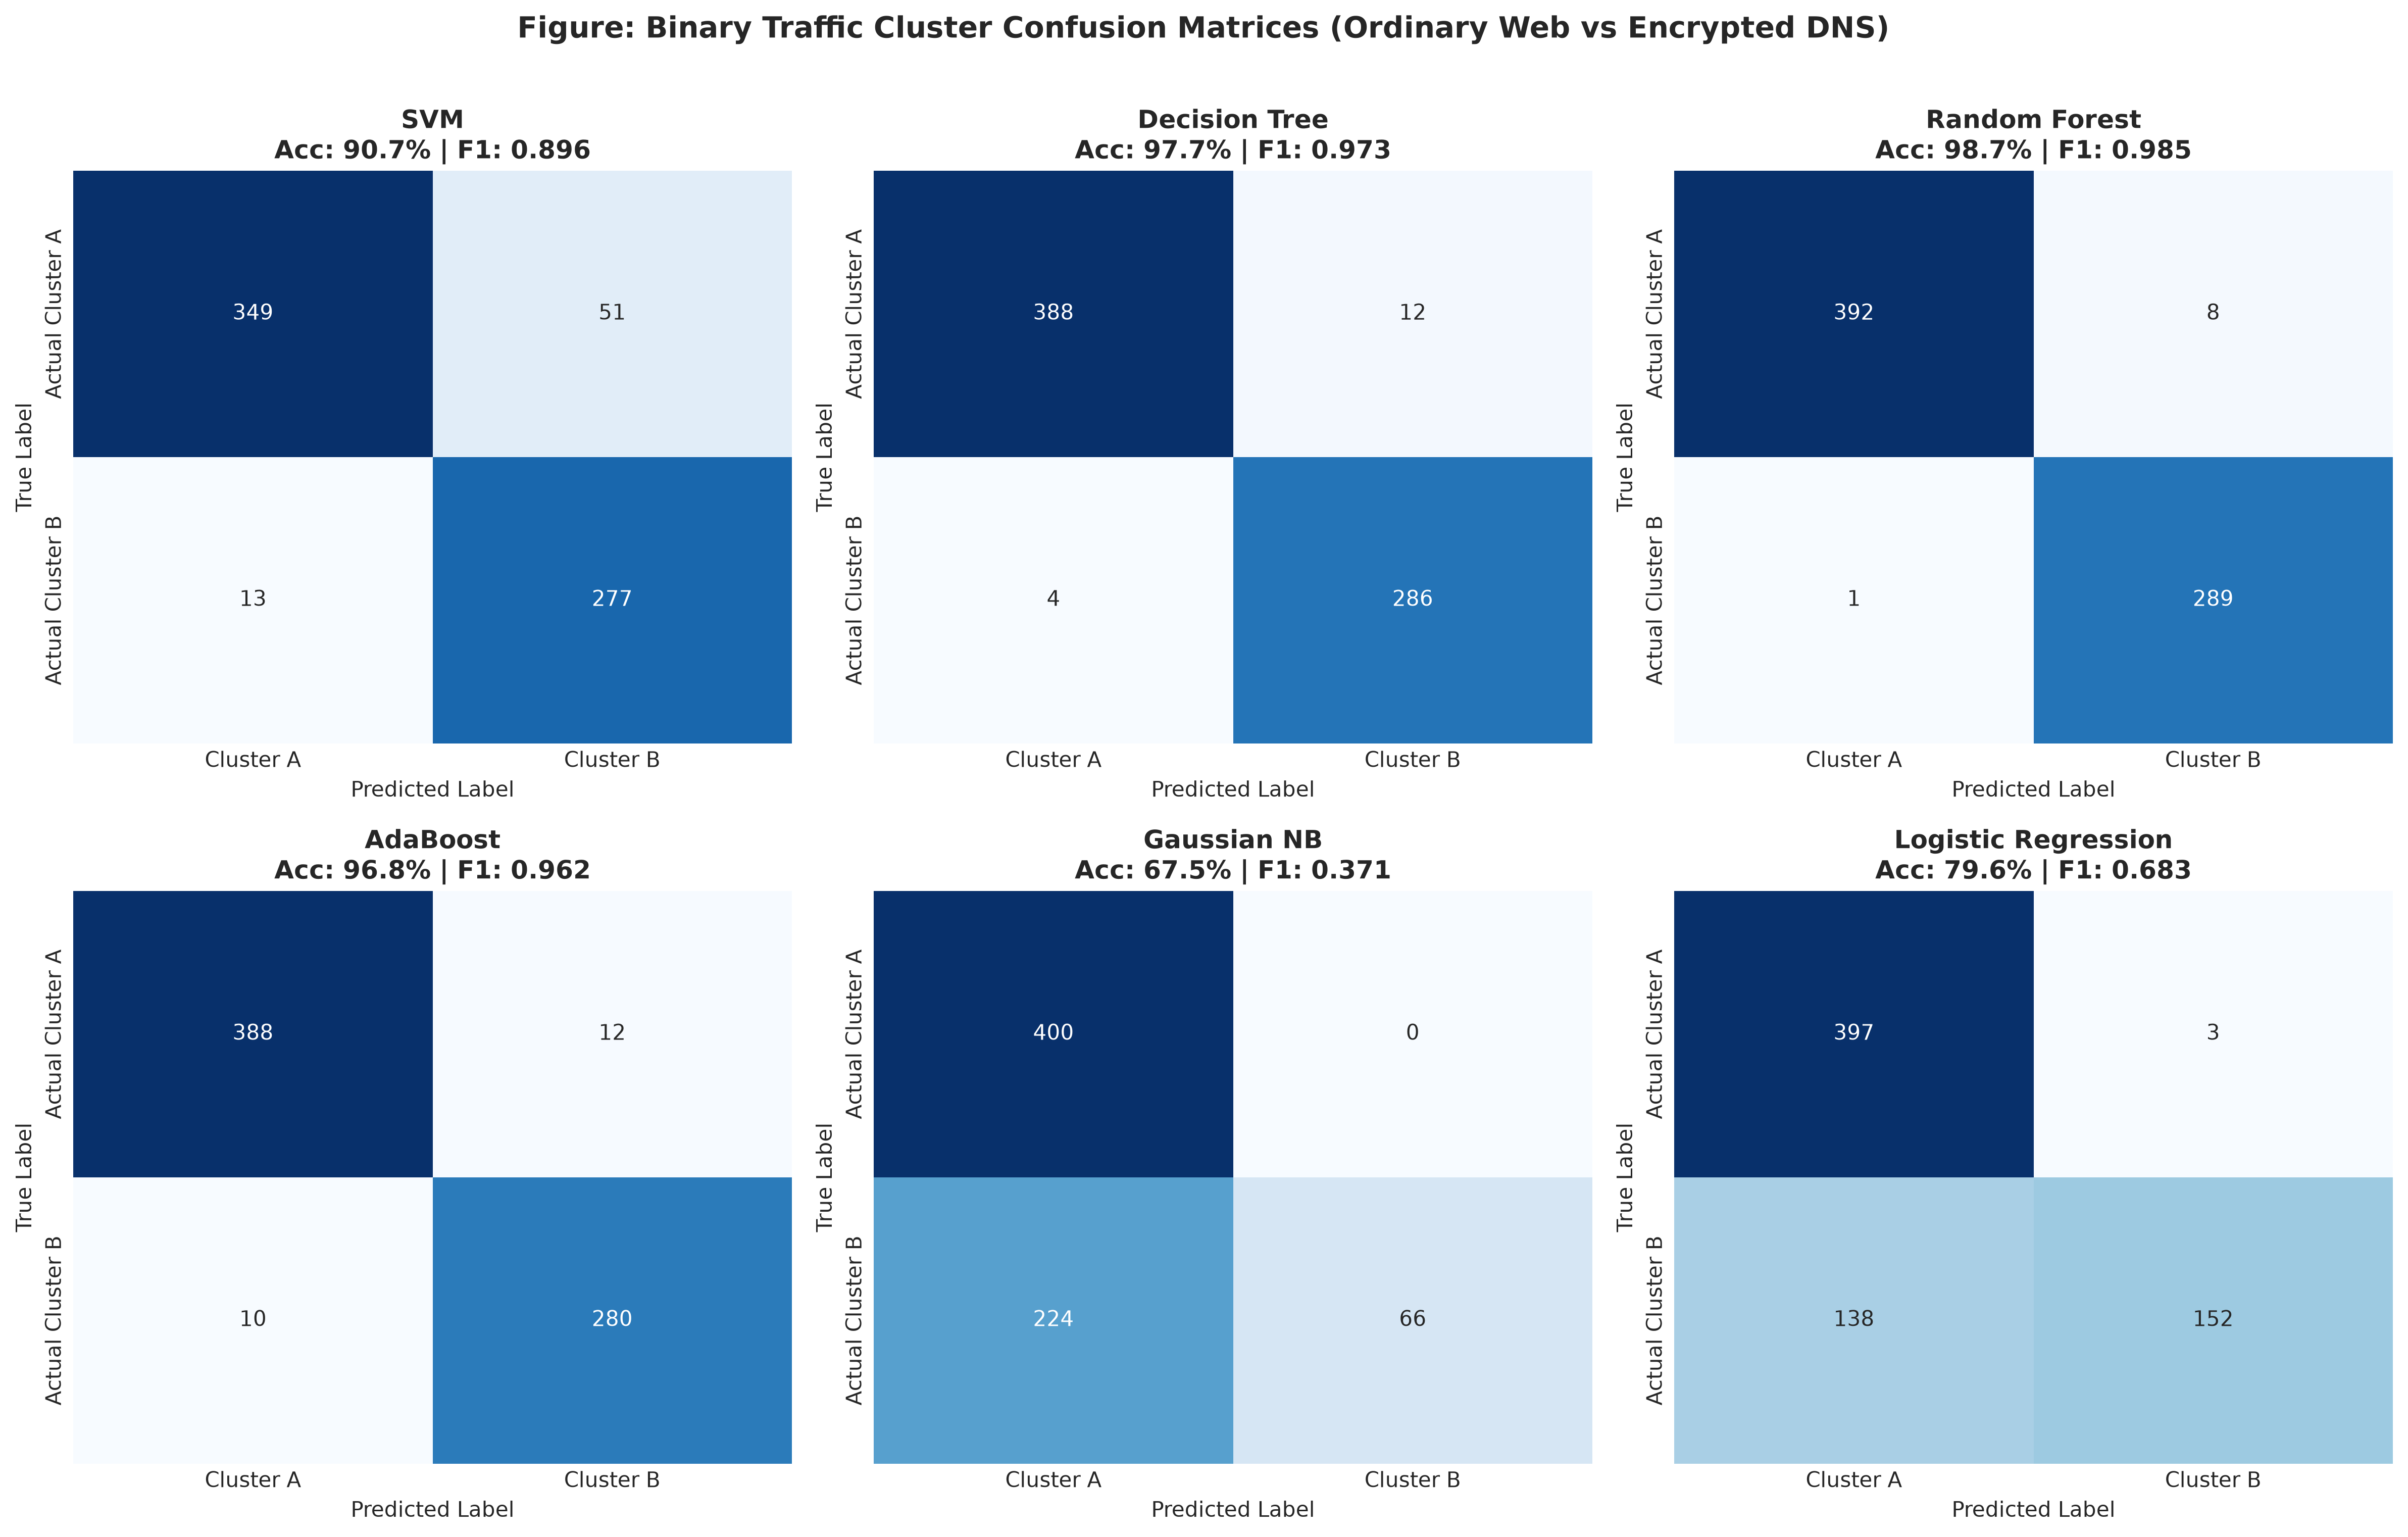 Figure: Binary Traffic Cluster Confusion Matrices (Ordinary Web vs Encrypted DNS)
SVM
Acc: 90.7% | F1: 0.896
True Label
Actual Cluster A
349
51
Actual Cluster B
13
277
Cluster A
Cluster B
Predicted Label
Decision Tree
Acc: 97.7% | F1: 0.973
True Label
Actual Cluster A
388
12
Actual Cluster B
4
286
Cluster A
Cluster B
Predicted Label
Random Forest
Acc: 98.7% | F1: 0.985
True Label
Actual Cluster A
392
8
Actual Cluster B
1
289
Cluster A
Cluster B
Predicted Label
AdaBoost
Acc: 96.8% | F1: 0.962
True Label
Actual Cluster A
388
12
Actual Cluster B
10
280
Cluster A
Cluster B
Predicted Label
Gaussian NB
Acc: 67.5% | F1: 0.371
True Label
Actual Cluster A
400
0
Actual Cluster B
224
66
Cluster A
Cluster B
Predicted Label
Logistic Regression
Acc: 79.6% | F1: 0.683
True Label
Actual Cluster A
397
3
Actual Cluster B
138
152
Cluster A
Cluster B
Predicted Label